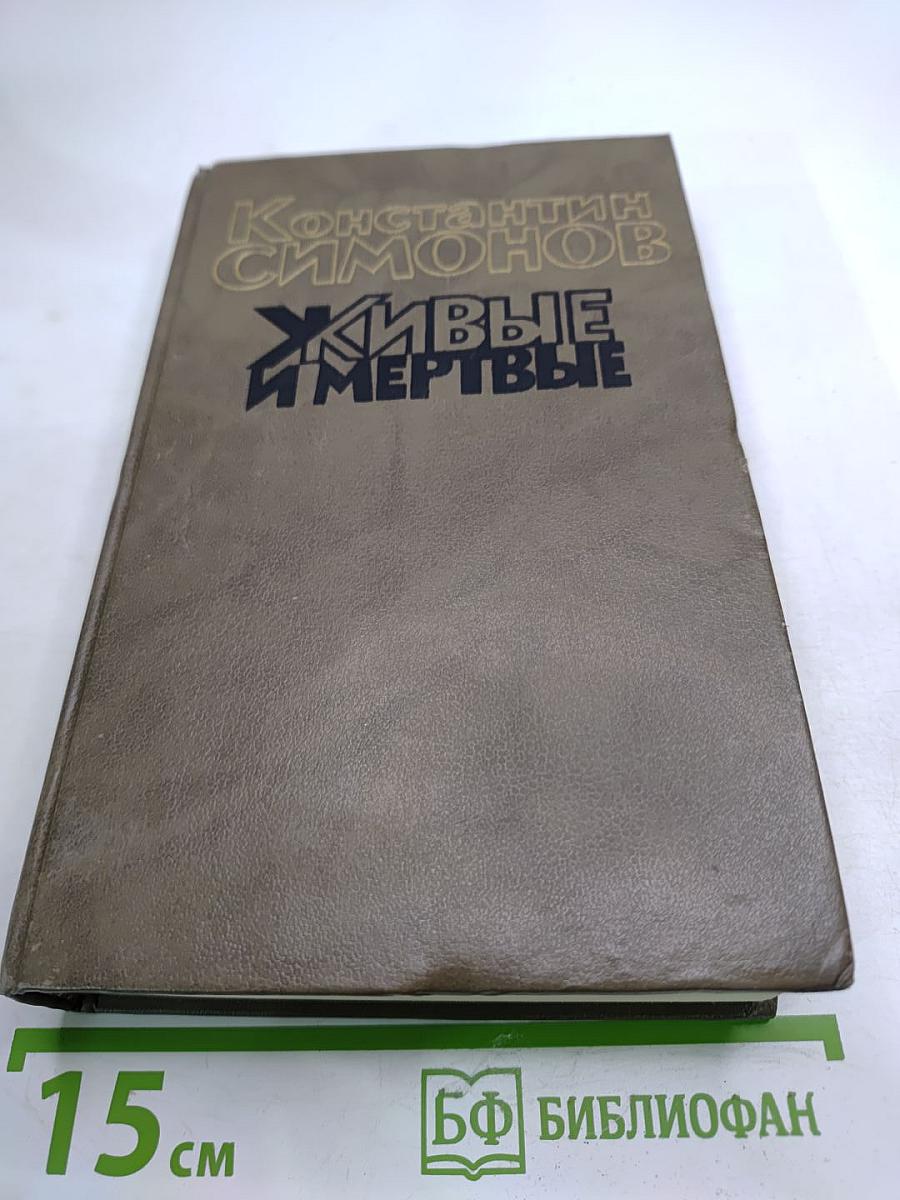 Константин
СИМОНОВ
ЖИВЫЕ
И МЕРТВЫЕ
15 см
БФ БИБЛИОФАН